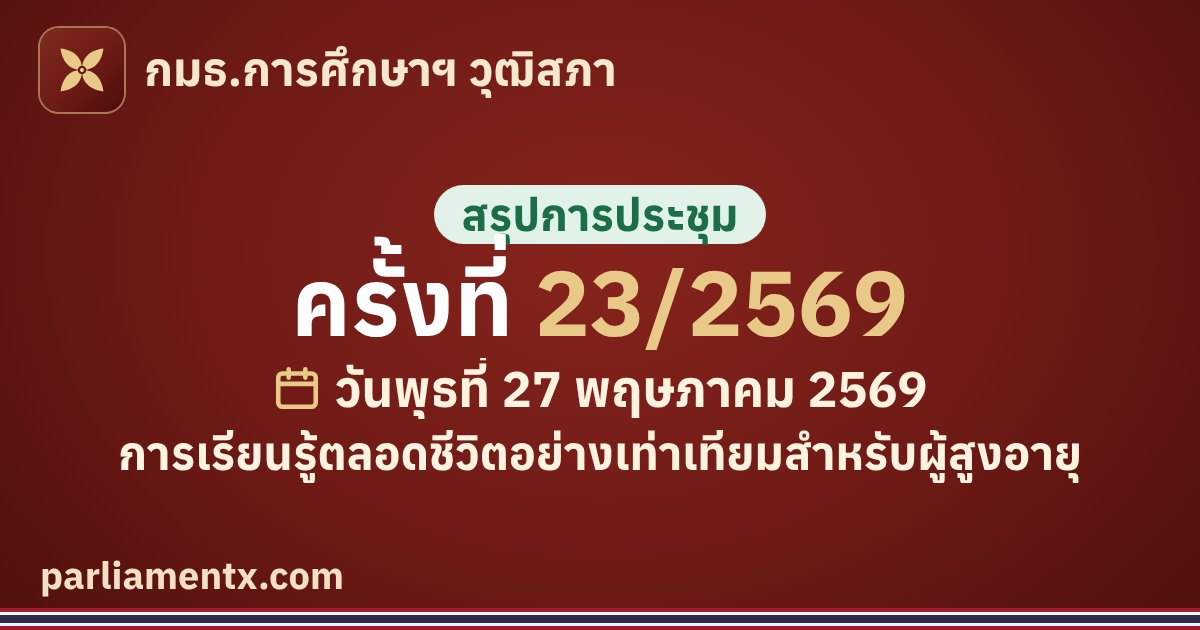 กมธ.การศึกษาฯ วุฒิสภา
สรุปการประชุม
ครั้งที่ 23/2569
วันพุธที่ 27 พฤษภาคม 2569
การเรียนรู้ตลอดชีวิตอย่างเท่าเทียมสำหรับผู้สูงอายุ
parliamentx.com